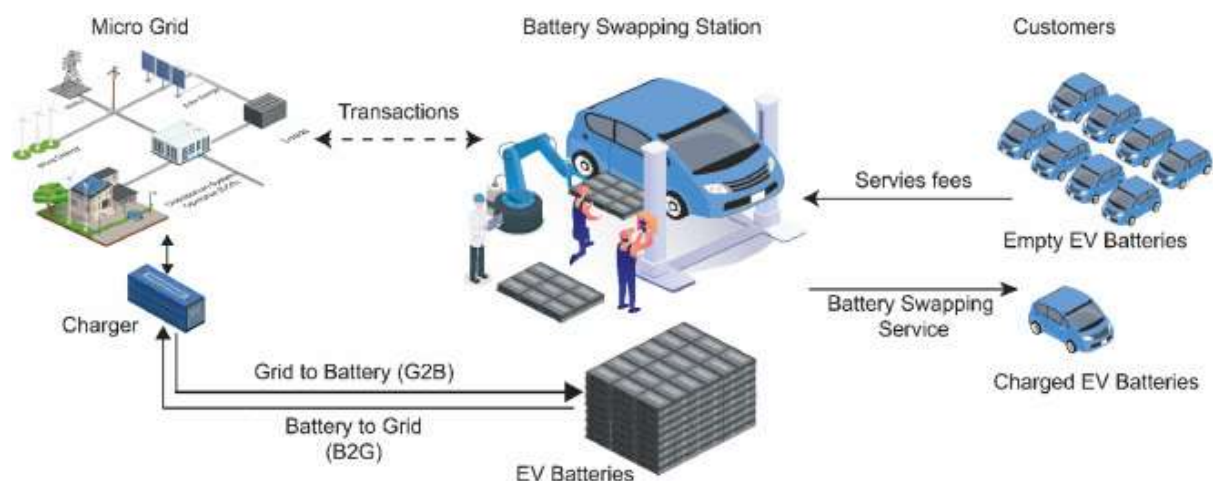 Micro Grid
Battery Swapping Station
Customers
Transactions
Servies fees
Empty EV Batteries
Charger
Battery Swapping
Service
Grid to Battery (G2B)
Charged EV Batteries
Battery to Grid
(B2G)
EV Batteries